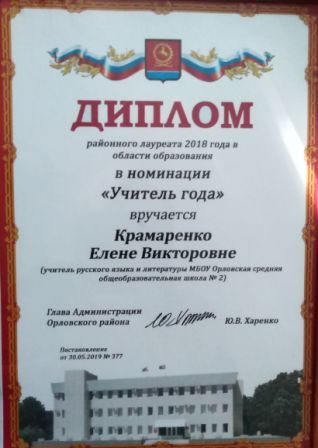 ДИПЛОМ
районного лауреата 2018 года в
области образования
в номинации
«Учитель года»
вручается
Крамаренко
Елене Викторовне
(учитель русского языка и литературы МБОУ Орловская средняя
общеобразовательная школа № 2)
Глава Администрации
Орловского района
Ю.В. Харенко
Постановление
от 30.05.2019 № 377